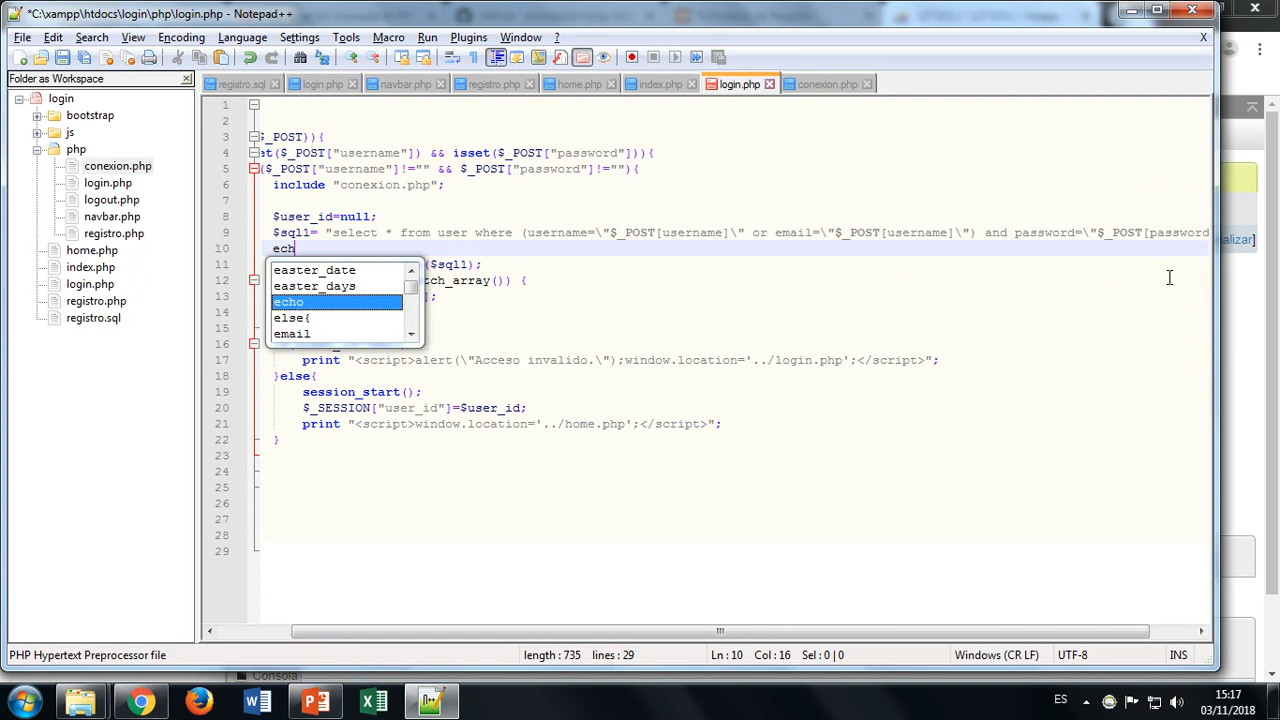 *C:\xampp\htdocs\login\php\login.php - Notepad++
File Edit Search View Encoding Language Settings Tools Macro Run Plugins Window ? X
Folder as Workspace
registro.sql login.php navbar.php registro.php home.php index.php login.php conexion.php
login
bootstrap
js
php
conexion.php
login.php
logout.php
navbar.php
registro.php
home.php
index.php
login.php
registro.php
registro.sql
1
2
3 $_POST)){
4 et($_POST["username"]) && isset($_POST["password"])){
5 ($_POST["username"]!="" && $_POST["password"]!=""){
6 include "conexion.php";
7
8 $user_id=null;
9 $sql1= "select * from user where (username=\"$_POST[username]\" or email=\"$_POST[username]\") and password=\"$_POST[password
10 ech
11 ($sql1);
12 tch_array()) {
13 ];
14
15
16
17 print "<script>alert(\"Acceso invalido.\");window.location='../login.php';</script>";
18 }else{
19 session_start();
20 $_SESSION["user_id"]=$user_id;
21 print "<script>window.location='../home.php';</script>";
22 }
23
24
25
26
27
28
29
easter_date
easter_days
echo
else{
email
alizar]
PHP Hypertext Preprocessor file length : 735 lines : 29 Ln : 10 Col : 16 Sel : 0 | 0 Windows (CR LF) UTF-8 INS
Consola
ES 15:17
03/11/2018